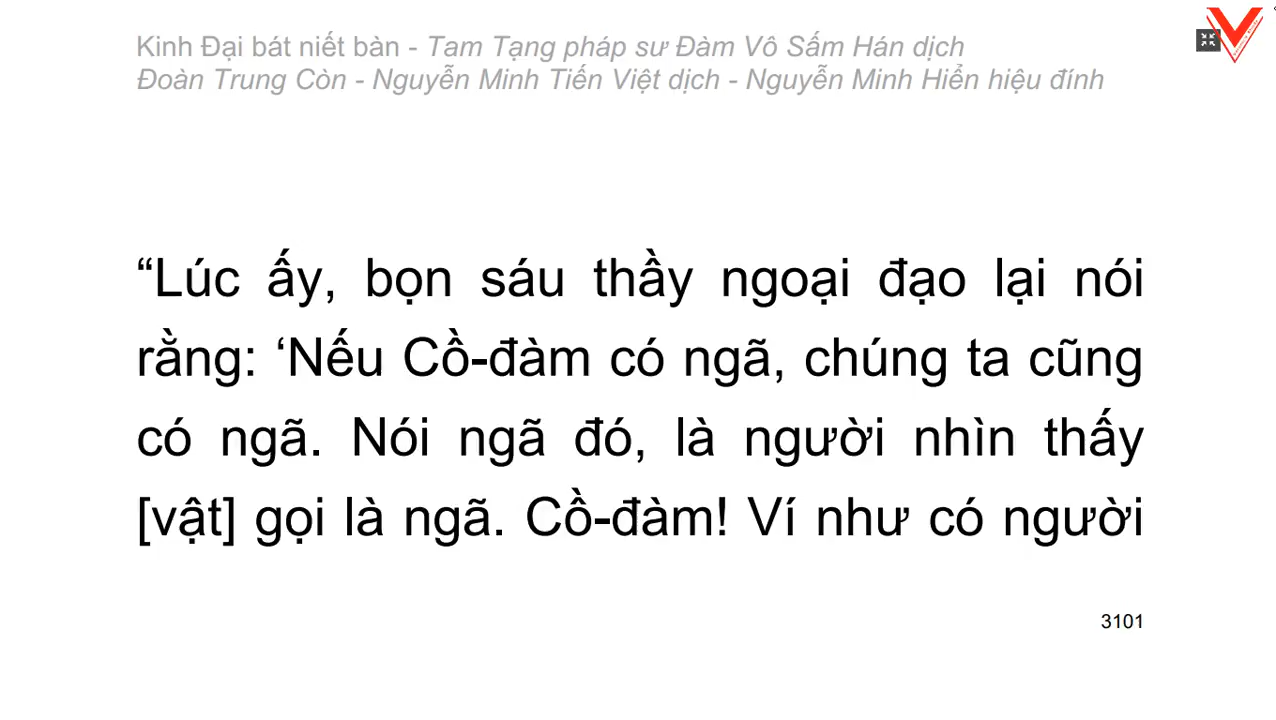 Kinh Đại bát niết bàn - Tam Tạng pháp sư Đàm Vô Sấm Hán dịch
Đoàn Trung Còn - Nguyễn Minh Tiến Việt dịch - Nguyễn Minh Hiển hiệu đính
“Lúc ấy, bọn sáu thầy ngoại đạo lại nói
rằng: ‘Nếu Cồ-đàm có ngã, chúng ta cũng
có ngã. Nói ngã đó, là người nhìn thấy
[vật] gọi là ngã. Cồ-đàm! Ví như có người
3101